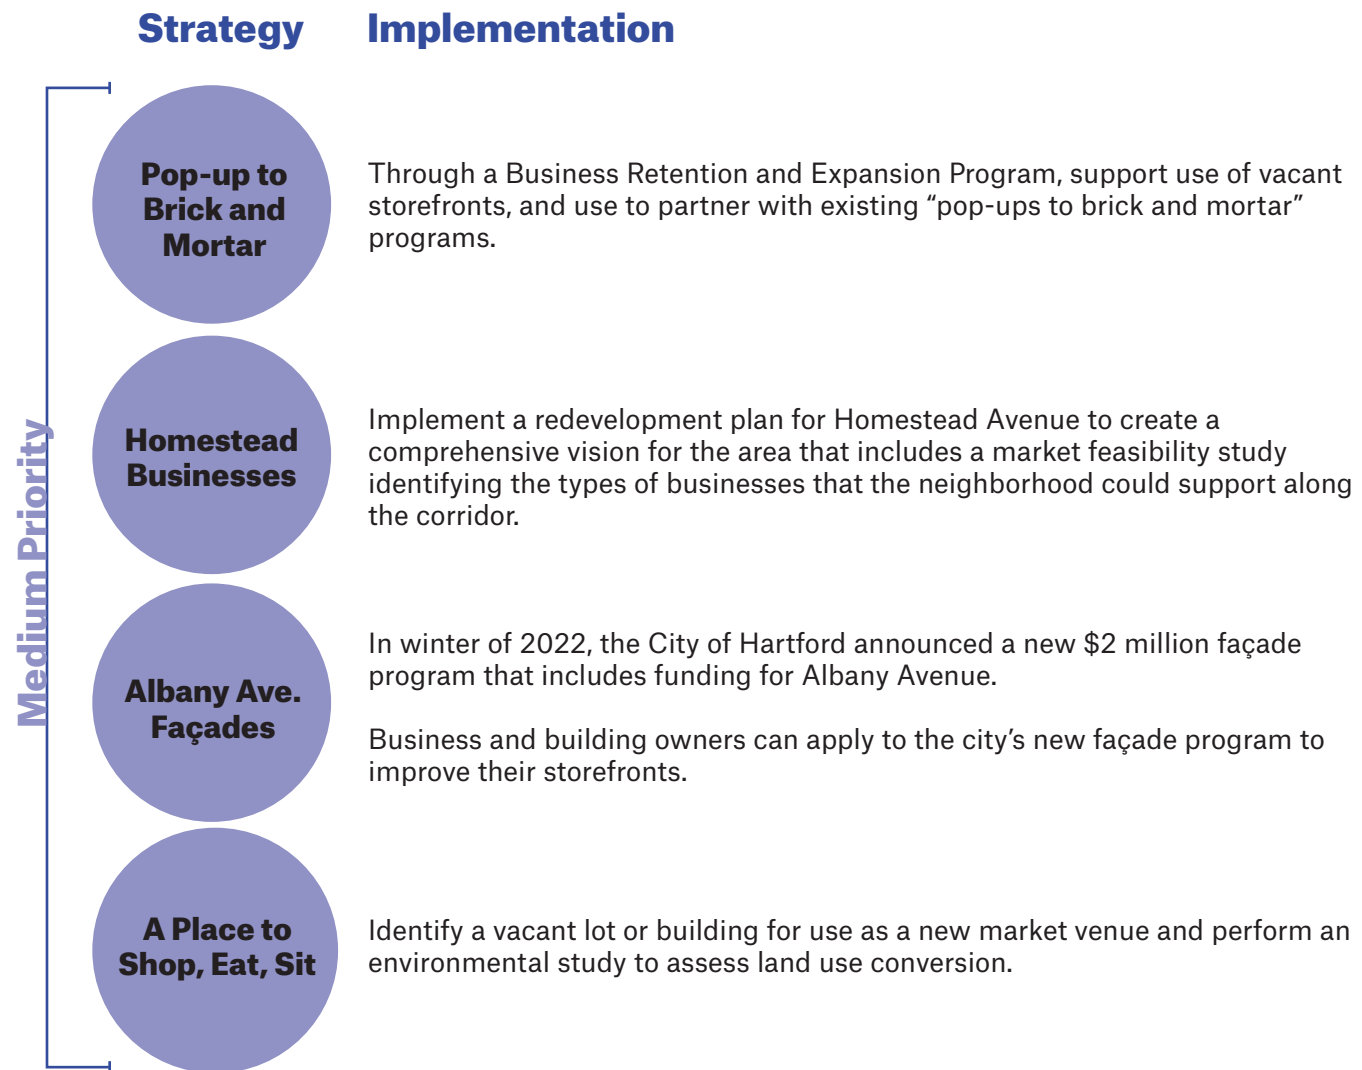 Strategy Implementation
Medium Priority
Pop-up to
Brick and
Mortar
Through a Business Retention and Expansion Program, support use of vacant
storefronts, and use to partner with existing “pop-ups to brick and mortar”
programs.
Homestead
Businesses
Implement a redevelopment plan for Homestead Avenue to create a
comprehensive vision for the area that includes a market feasibility study
identifying the types of businesses that the neighborhood could support along
the corridor.
Albany Ave.
Façades
In winter of 2022, the City of Hartford announced a new $2 million façade
program that includes funding for Albany Avenue.
Business and building owners can apply to the city’s new façade program to
improve their storefronts.
A Place to
Shop, Eat, Sit
Identify a vacant lot or building for use as a new market venue and perform an
environmental study to assess land use conversion.